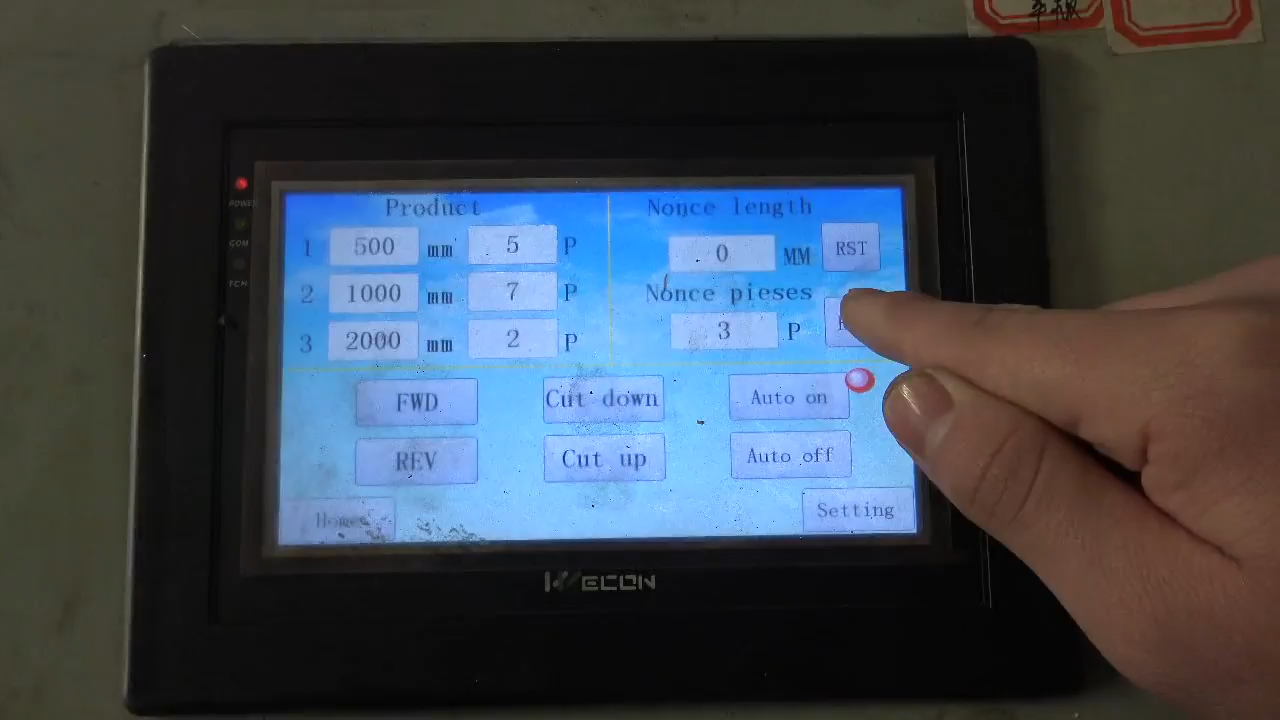 POWER
COM
TCH
Product
1 500 mm 5 P
2 1000 mm 7 P
3 2000 mm 2 P
Nonce length
0 MM RST
Nonce pieses
3 P
FWD
Cut down
Auto on
REV
Cut up
Auto off
Home
Setting
WECON